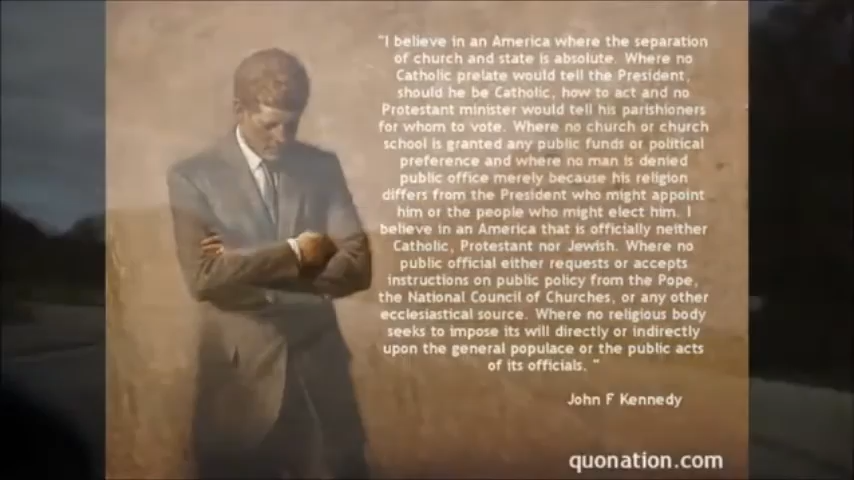 "I believe in an America where the separation
of church and state is absolute. Where no
Catholic prelate would tell the President,
should he be Catholic, how to act and no
Protestant minister would tell his parishioners
for whom to vote. Where no church or church
school is granted any public funds or political
preference and where no man is denied
public office merely because his religion
differs from the President who might appoint
him or the people who might elect him. I
believe in an America that is officially neither
Catholic, Protestant nor Jewish. Where no
public official either requests or accepts
instructions on public policy from the Pope,
the National Council of Churches, or any other
ecclesiastical source. Where no religious body
seeks to impose its will directly or indirectly
upon the general populace or the public acts
of its officials. "
John F Kennedy
quonation.com